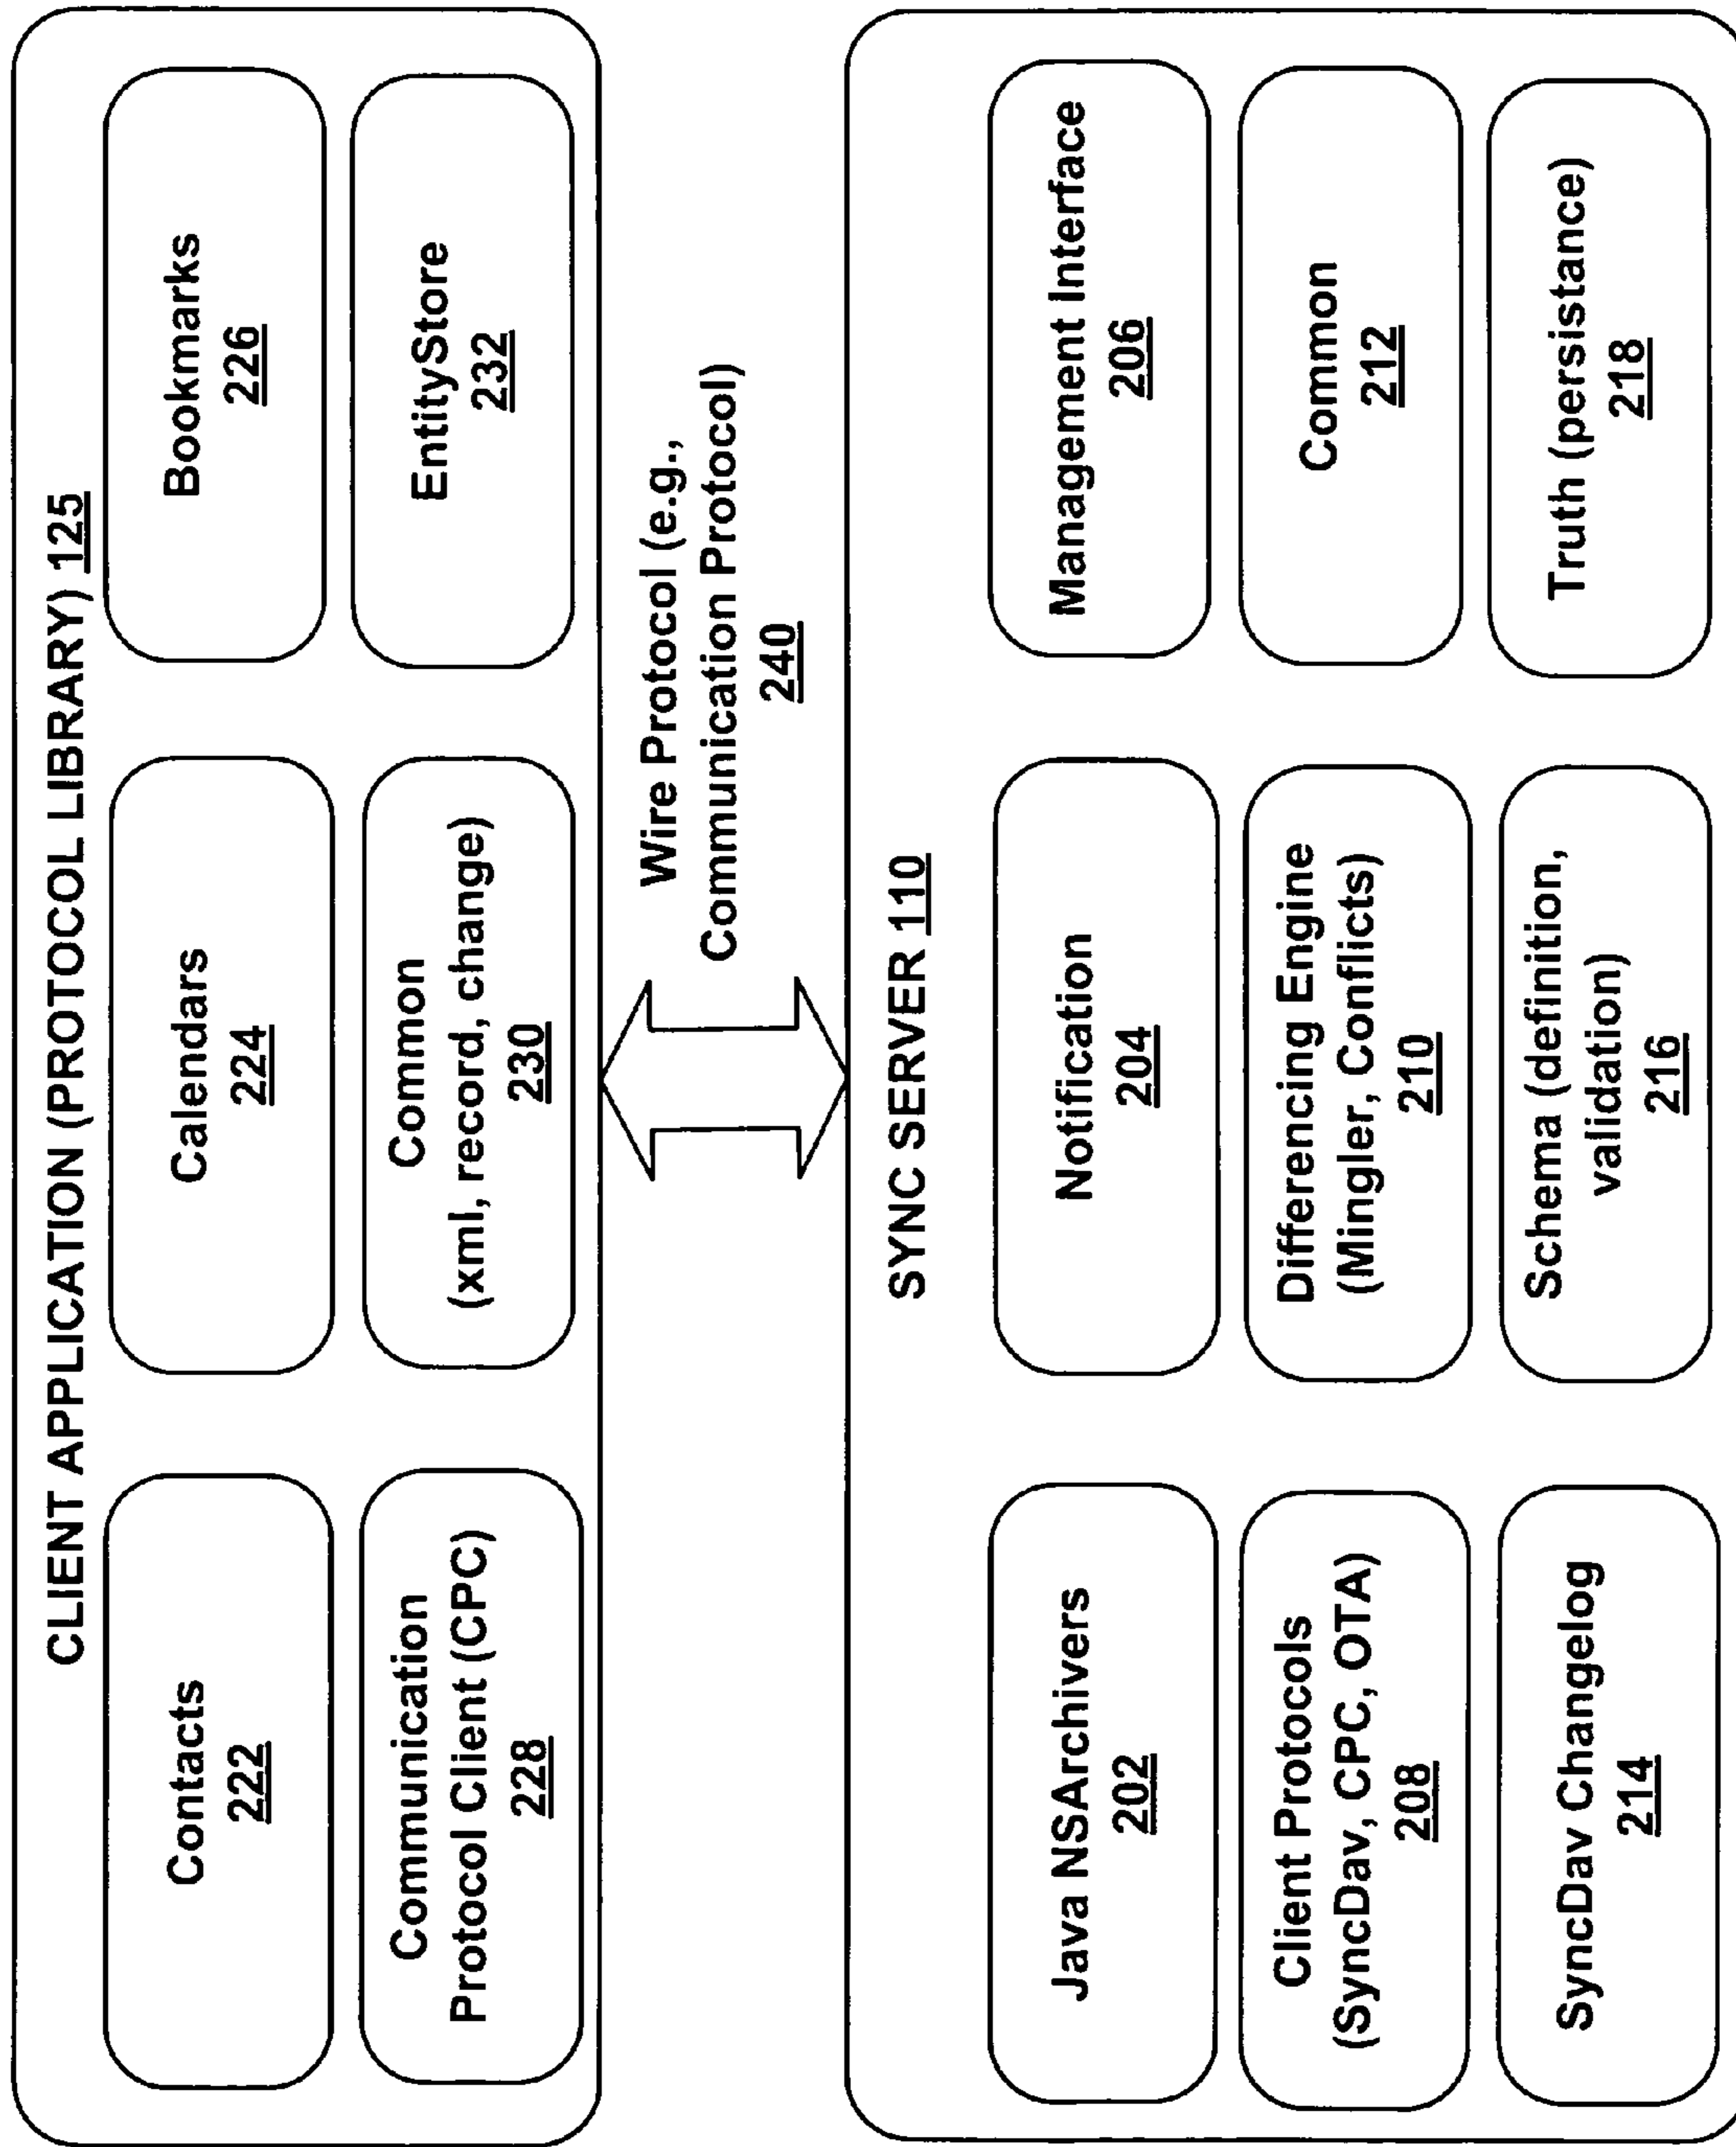 CLIENT APPLICATION (PROTOCOL LIBRARY) 125
Contacts
222
Calendars
224
Bookmarks
226
Communication
Protocol Client (CPC)
228
Common
(xml, record, change)
230
EntityStore
232
Wire Protocol (e.g.,
Communication Protocol)
240
SYNC SERVER 110
Java NSArchivers
202
Notification
204
Management Interface
206
Client Protocols
(SyncDav, CPC, OTA)
208
Differencing Engine
(Mingler, Conflicts)
210
Common
212
SyncDav Changelog
214
Schema (definition,
validation)
216
Truth (persistance)
218